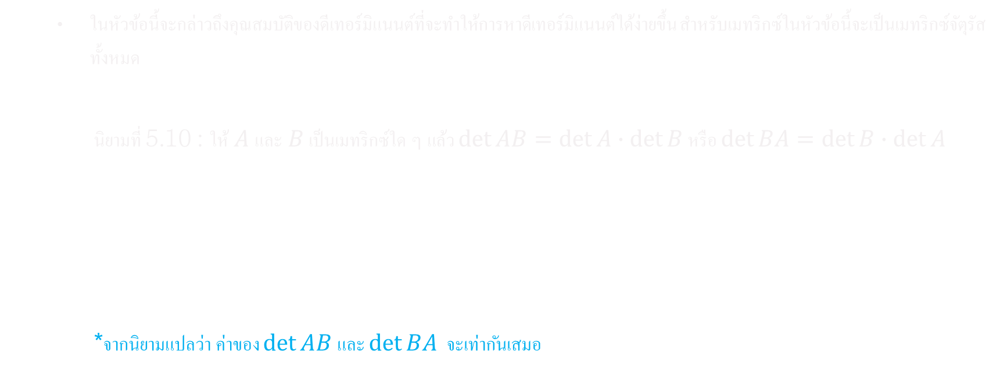 • ในหัวข้อนี้จะกล่าวถึงคุณสมบัติของดีเทอร์มิแนนต์ที่จะทำให้การหาดีเทอร์มิแนนต์ได้ง่ายขึ้น สำหรับเมทริกซ์ในหัวข้อนี้จะเป็นเมทริกซ์จัตุรัส
ทั้งหมด
นิยามที่ 5.10 : ให้ A และ B เป็นเมทริกซ์ใด ๆ แล้ว det AB = det A · det B หรือ det BA = det B · det A
*จากนิยามแปลว่า ค่าของ det AB และ det BA จะเท่ากันเสมอ